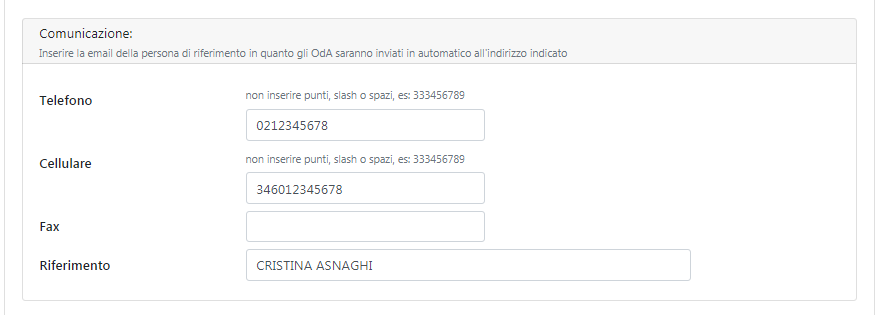 Comunicazione:
Inserire la email della persona di riferimento in quanto gli OdA saranno inviati in automatico all'indirizzo indicato
Telefono
non inserire punti, slash o spazi, es: 333456789
0212345678
Cellulare
non inserire punti, slash o spazi, es: 333456789
346012345678
Fax
Riferimento
CRISTINA ASNAGHI